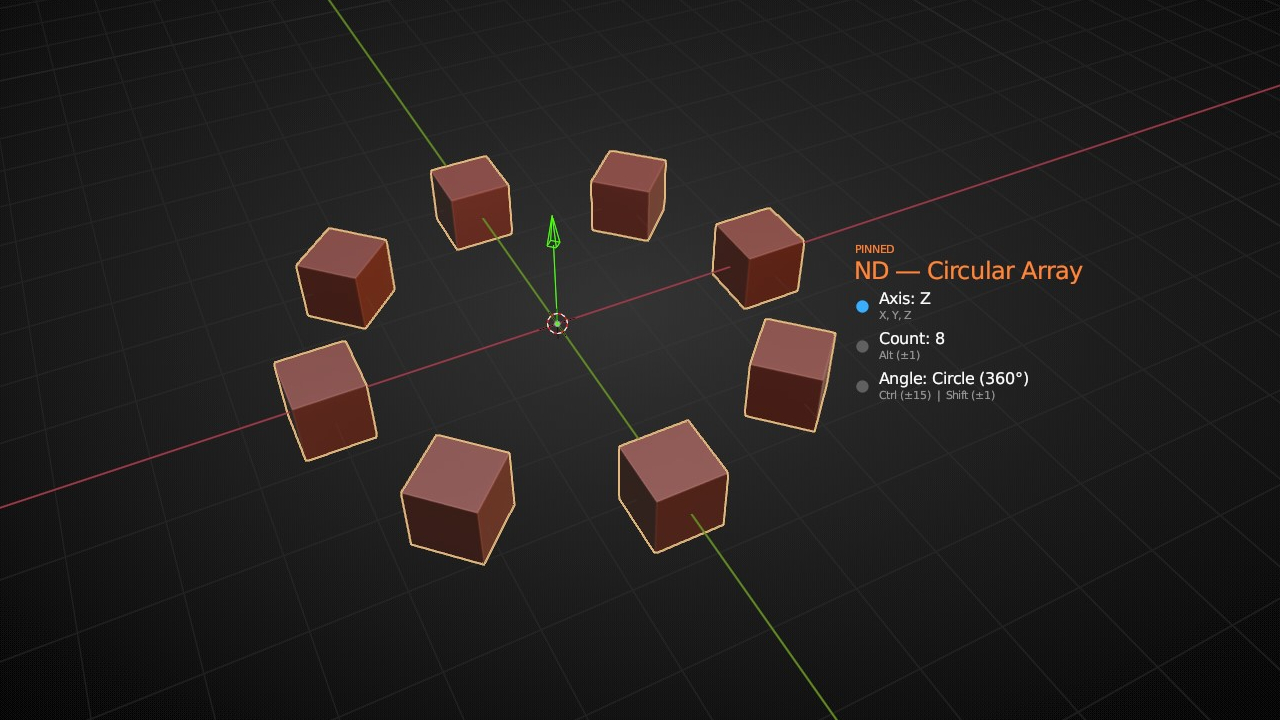 PINNED
ND — Circular Array
Axis: Z
X, Y, Z
Count: 8
Alt (±1)
Angle: Circle (360°)
Ctrl (±15) | Shift (±1)